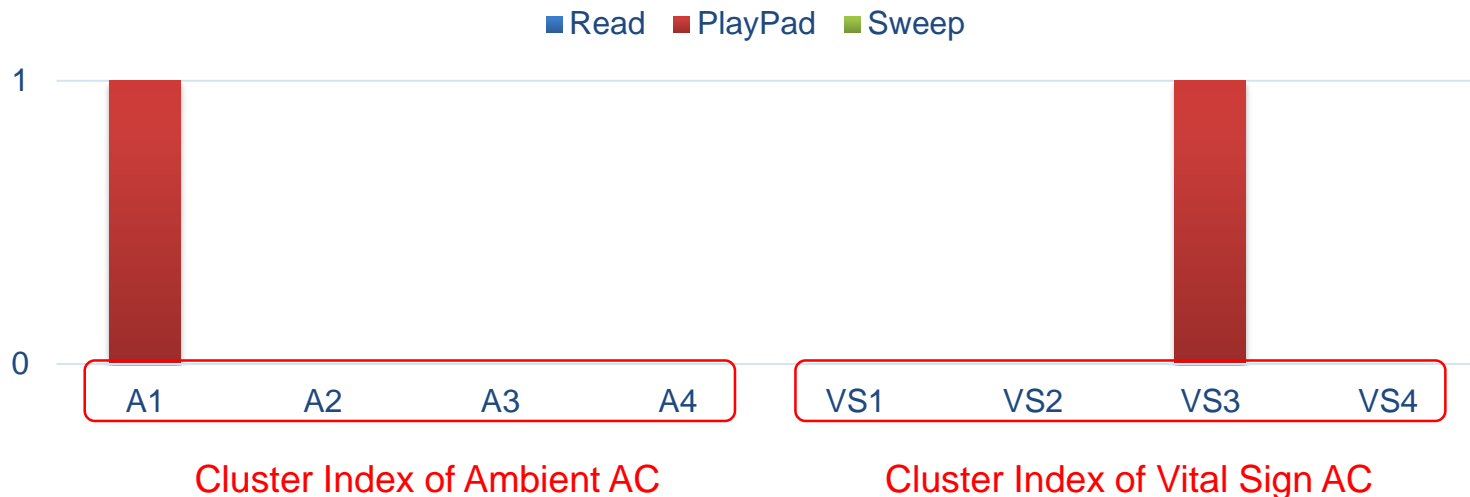 Read PlayPad Sweep
1
0
A1 A2 A3 A4 VS1 VS2 VS3 VS4
Cluster Index of Ambient AC Cluster Index of Vital Sign AC